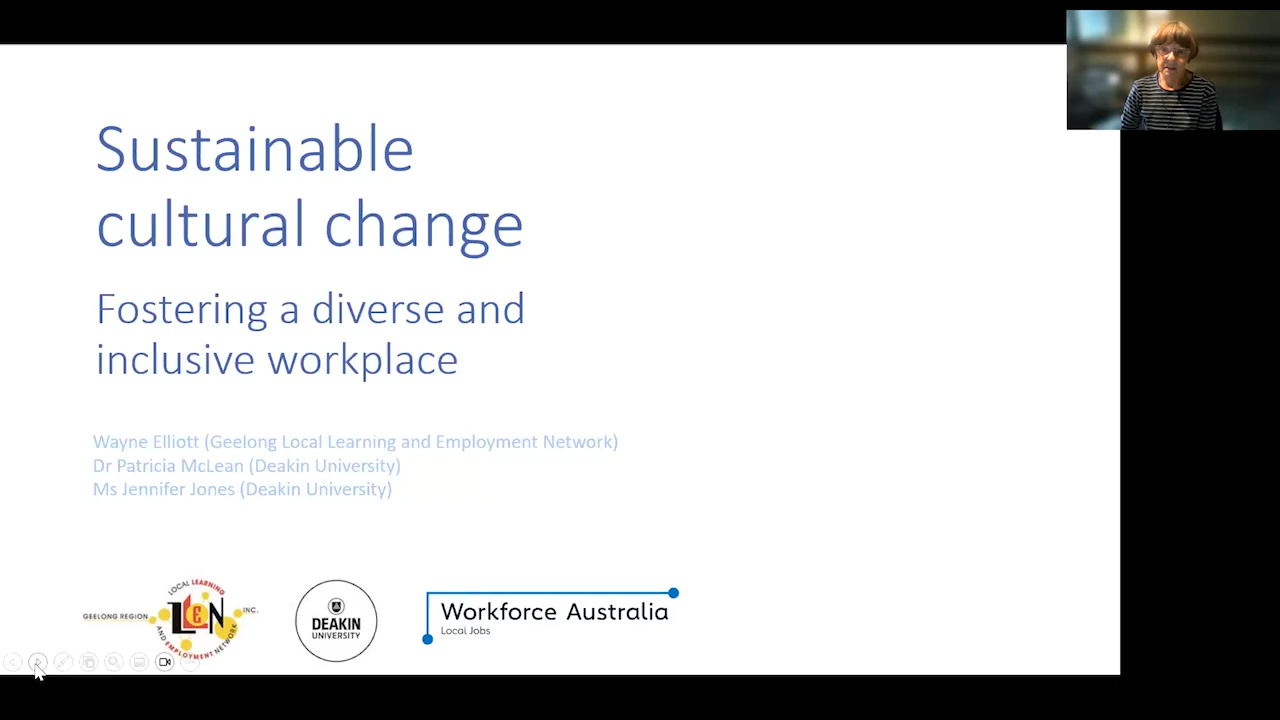 Sustainable
cultural change
Fostering a diverse and
inclusive workplace
Wayne Elliott (Geelong Local Learning and Employment Network)
Dr Patricia McLean (Deakin University)
Ms Jennifer Jones (Deakin University)
LOCAL LEARNING
GEELONG REGION
LLEN
INC.
AND EMPLOYMENT NETWORK
DEAKIN
UNIVERSITY
Workforce Australia
Local Jobs